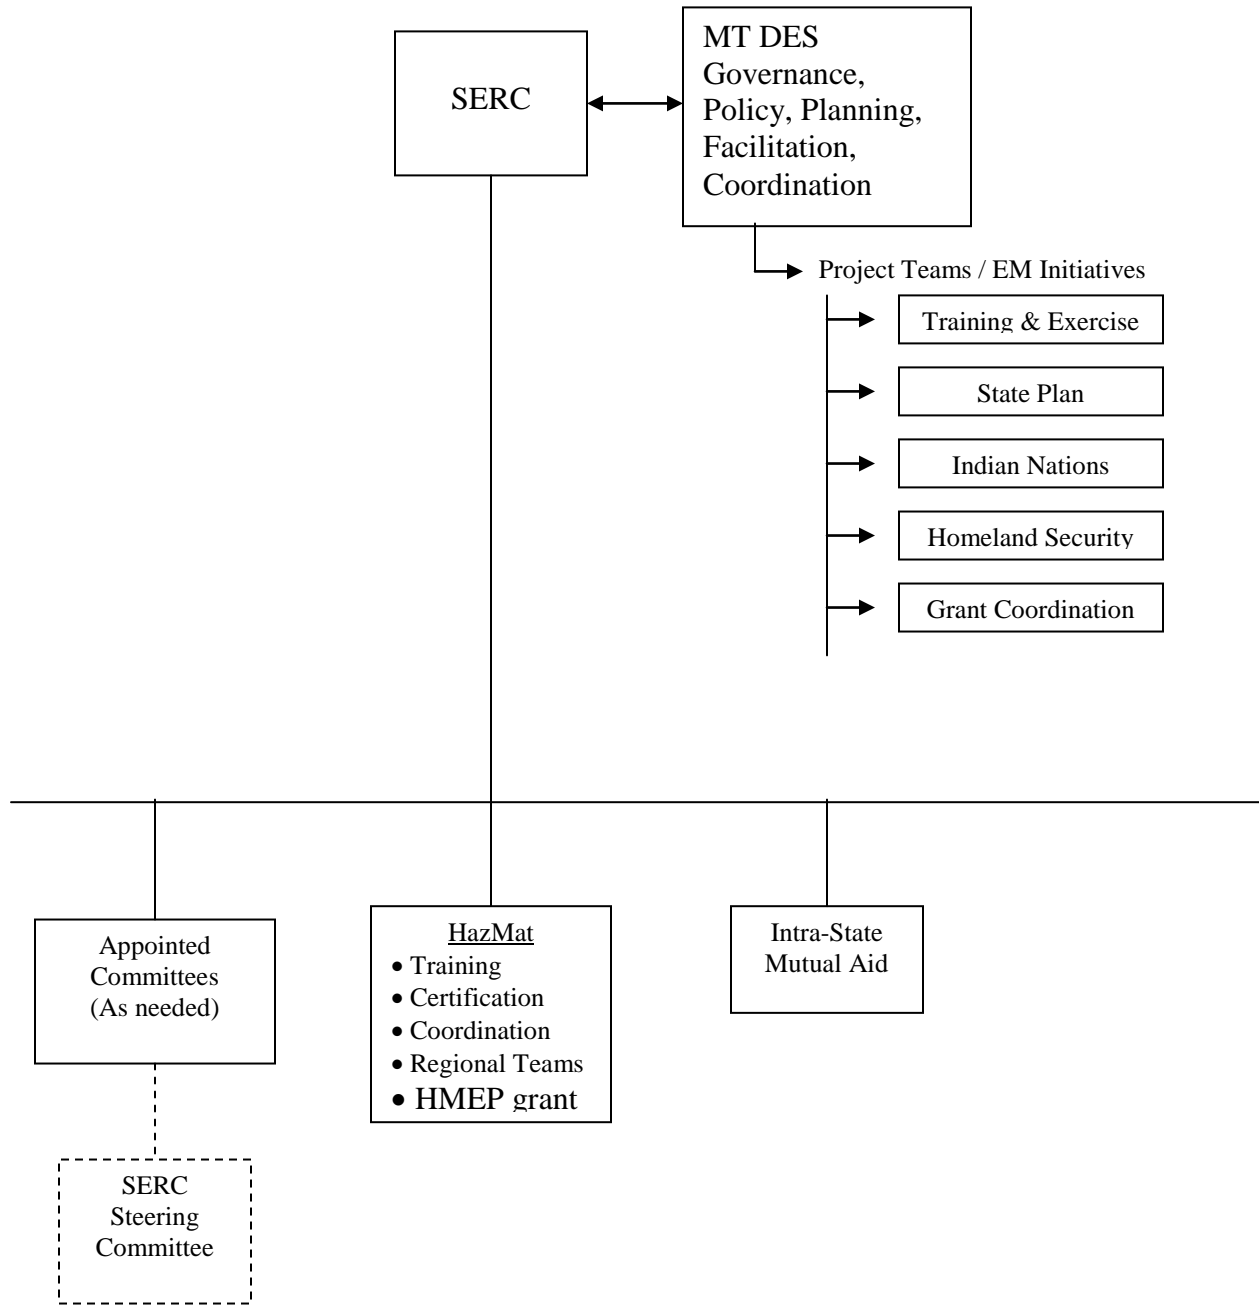 SERC
MT DES
Governance,
Policy, Planning,
Facilitation,
Coordination
Project Teams / EM Initiatives
Training & Exercise
State Plan
Indian Nations
Homeland Security
Grant Coordination
Appointed
Committees
(As needed)
HazMat
• Training
• Certification
• Coordination
• Regional Teams
• HMEP grant
Intra-State
Mutual Aid
SERC
Steering
Committee